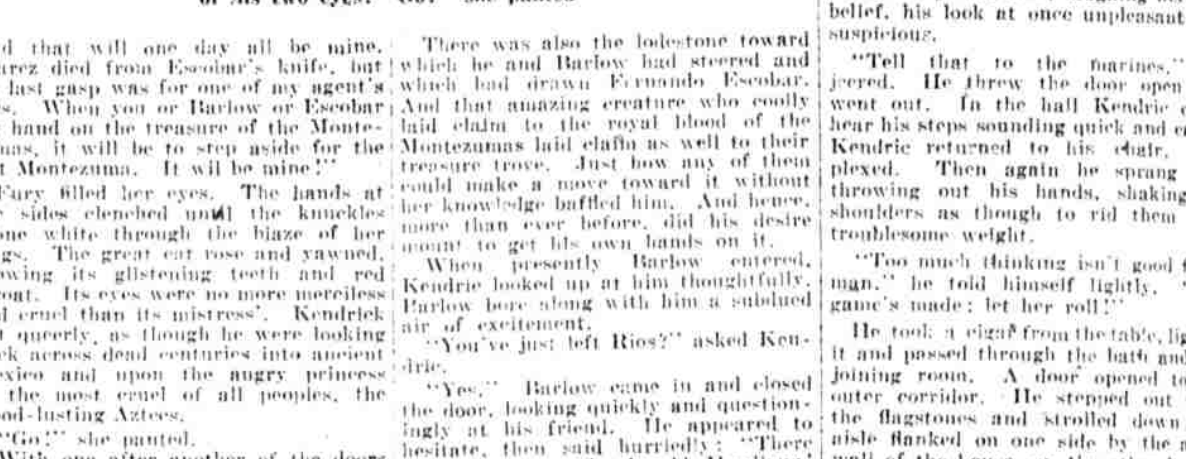 of his two eyes. "Go!" she panted
d that will one day all be mine.
arez died from Escobar's knife, but
last gasp was for one of my agent's
s. When you or Barlow or Escobar
hand on the treasure of the Monte-
mas, it will be to step aside for the
t Montezuma. It wil be mine!"
Fury filled her eyes. The hands at
r sides clenched until the knuckles
one white through the blaze of her
gs. The great cat rose and yawned,
owing its glistening teeth and red
roat. Its eyes were no more merciless
d cruel than its mistress'. Kendrick
t queerly, as though he were looking
ck across dead centuries into ancient
exico and upon the angry princess
the most cruel of all peoples, the
ood-lusting Aztecs.
"Go!" she panted.
With one after another of the doors
There was also the lodestone toward
which he and Barlow had steered and
which had drawn Fernando Escobar.
And that amazing creature who coolly
laid claim to the royal blood of the
Montezumas laid claim as well to their
treasure trove. Just how any of them
could make a move toward it without
her knowledge baffled him. And hence,
more than ever before, did his desire
mount to get his own hands on it.
When presently Barlow entered,
Kendric looked up at him thoughtfully.
Barlow bore along with him a subdued
air of excitement.
"You've just left Rios?" asked Ken-
dric.
"Yes." Barlow came in and closed
the door, looking quickly and question-
ingly at his friend. He appeared to
hesitate, then said hurriedly: "There
belief, his look at once unpleasant
suspicious.
"Tell that to the marines,"
jeered. He threw the door open
went out. In the hall Kendric c
hear his steps sounding quick and e
Kendric returned to his chair,
plexed. Then again he sprang
throwing out his hands, shaking
shoulders as though to rid them
troublesome weight.
"Too much thinking isn't good f
man," he told himself lightly. "
game's made; let her roll!"
He took a cigar from the table, lig
it and passed through the bath and
joining room. A door opened to
outer corridor. He stepped out
the flagstones and strolled down
aisle flanked on one side by the